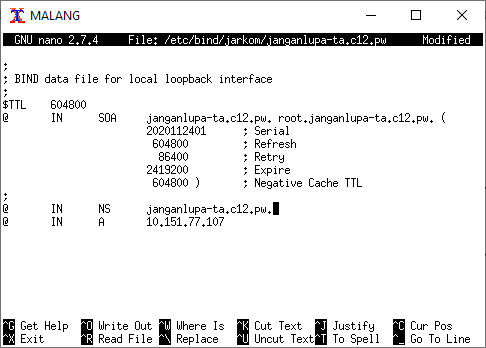 MALANG
GNU nano 2.7.4 File: /etc/bind/jarkom/janganlupa-ta.c12.pw Modified
;
; BIND data file for local loopback interface
;
$TTL 604800
@ IN SOA janganlupa-ta.c12.pw. root.janganlupa-ta.c12.pw. (
2020112401 ; Serial
604800 ; Refresh
86400 ; Retry
2419200 ; Expire
604800 ) ; Negative Cache TTL
;
@ IN NS janganlupa-ta.c12.pw.
@ IN A 10.151.77.107
^G Get Help ^O Write Out ^W Where Is ^K Cut Text ^J Justify ^C Cur Pos
^X Exit ^R Read File ^\ Replace ^U Uncut Text ^T To Spell ^_ Go To Line